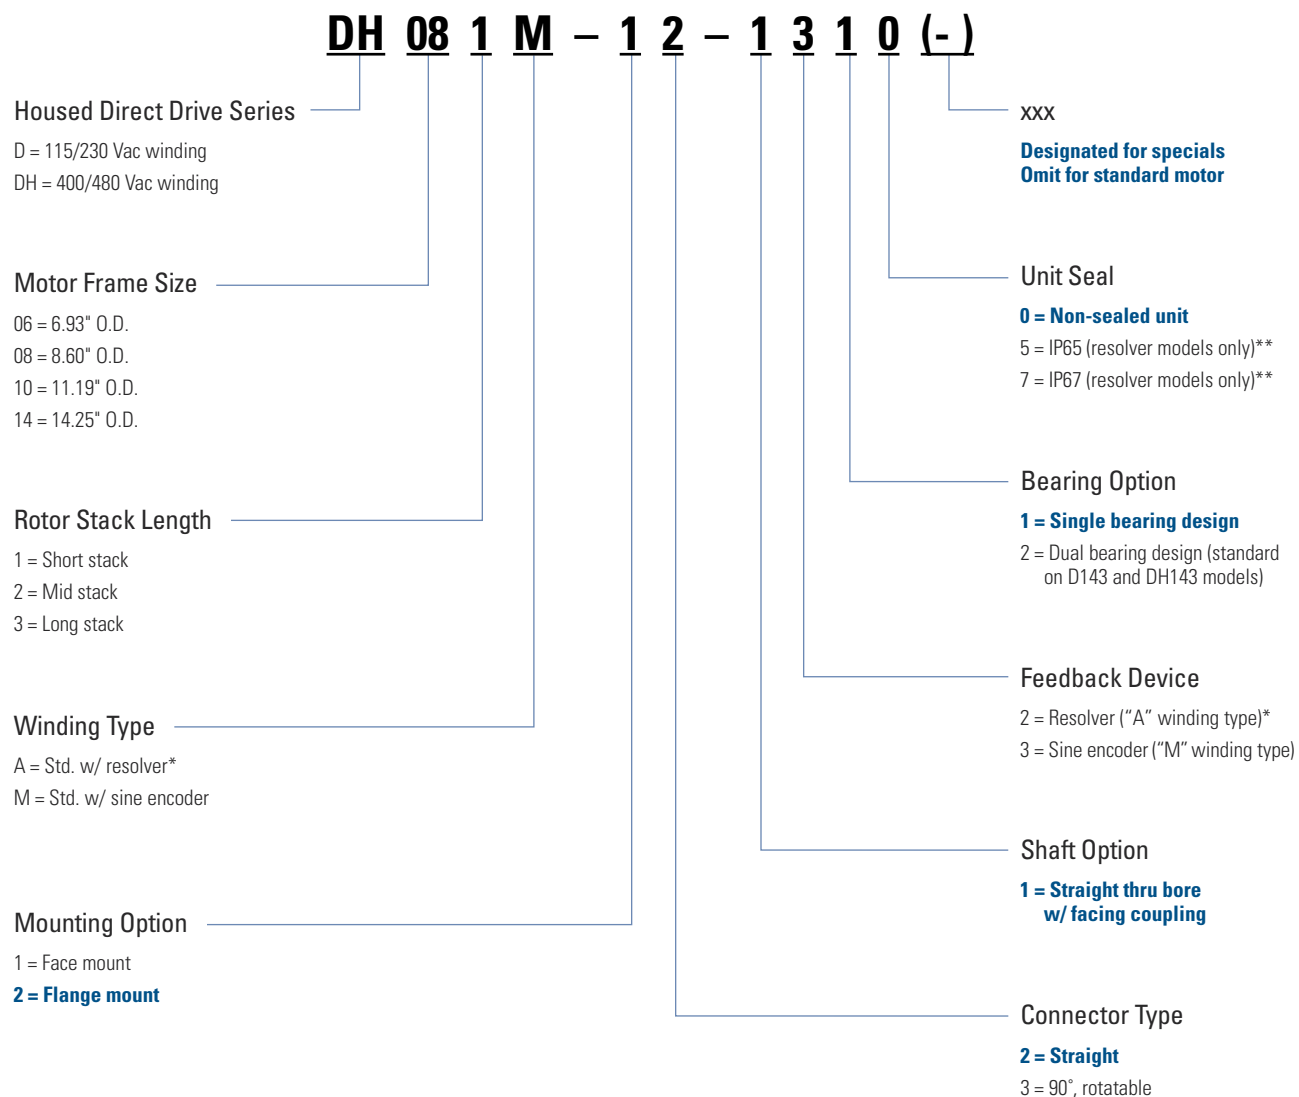 DH 08 1 M – 1 2 – 1 3 1 0 (- )
Housed Direct Drive Series
D = 115/230 Vac winding
DH = 400/480 Vac winding
Motor Frame Size
06 = 6.93" O.D.
08 = 8.60" O.D.
10 = 11.19" O.D.
14 = 14.25" O.D.
Rotor Stack Length
1 = Short stack
2 = Mid stack
3 = Long stack
Winding Type
A = Std. w/ resolver*
M = Std. w/ sine encoder
Mounting Option
1 = Face mount
2 = Flange mount
xxx
Designated for specials
Omit for standard motor
Unit Seal
0 = Non-sealed unit
5 = IP65 (resolver models only)**
7 = IP67 (resolver models only)**
Bearing Option
1 = Single bearing design
2 = Dual bearing design (standard
on D143 and DH143 models)
Feedback Device
2 = Resolver (“A” winding type)*
3 = Sine encoder (“M” winding type)
Shaft Option
1 = Straight thru bore
w/ facing coupling
Connector Type
2 = Straight
3 = 90˚, rotatable